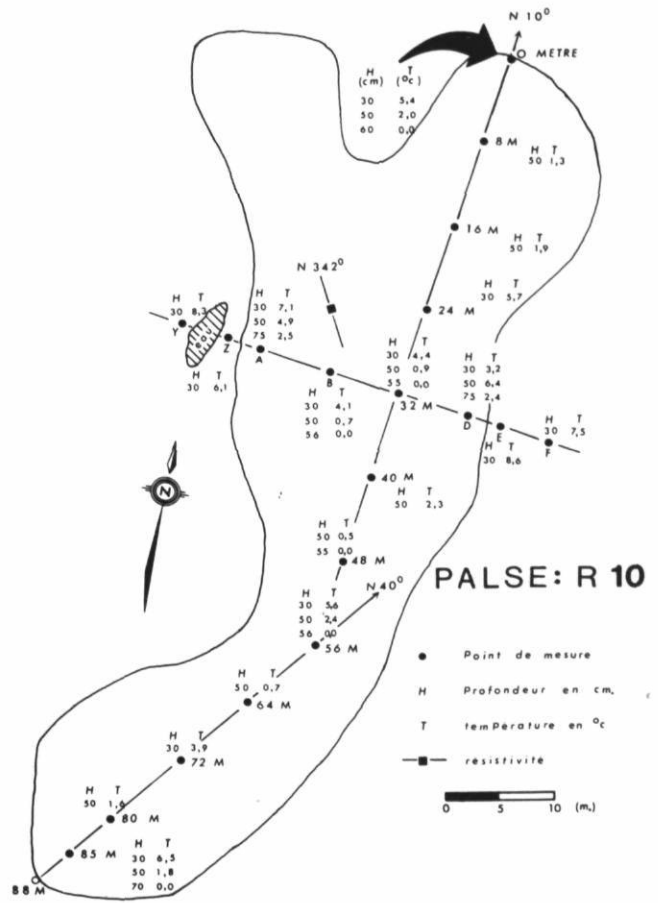 N 10°
O METRE
H T
(cm) (°c)
30 5,4
50 2,0
60 0,0
8 M
H T
50 1,3
16 M
H T
50 1,9
N 342°
H T
30 5,7
24 M
H T
30 8,3
Y
eau
Z
H T
30 7,1
50 4,9
75 2,5
A
H T
30 6,1
B
H T
30 4,1
50 0,7
56 0,0
H T
30 4,4
50 0,9
55 0,0
32 M
H T
30 3,2
50 6,4
75 2,4
D
E
H T
30 8,6
H T
30 7,5
F
N
40 M
H T
50 2,3
H T
50 0,5
55 0,0
48 M
N 40°
H T
30 5,6
50 2,4
56 0,0
56 M
PALSE: R 10
H T
50 0,7
64 M
H T
30 3,9
72 M
H T
50 1,6
80 M
85 M
H T
30 6,5
50 1,8
70 0,0
88 M
Point de mesure
H Profondeur en cm.
T temPérature en °c
résistivité
0 5 10 (m.)